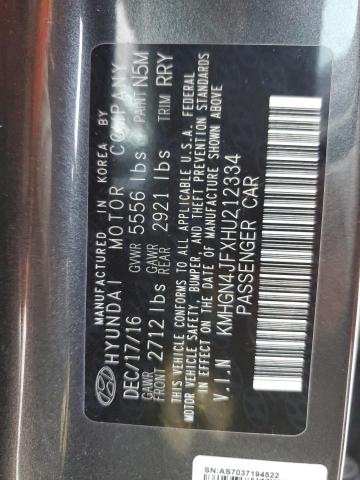 MANUFACTURED IN KOREA BY
HYUNDAI MOTOR COMPANY
DEC/17/16 GVWR 5556 lbs PAINT N5M
GAWR FRONT 2712 lbs GAWR REAR 2921 lbs TRIM RRY
THIS VEHICLE CONFORMS TO ALL APPLICABLE U.S.A. FEDERAL
MOTOR VEHICLE SAFETY, BUMPER, AND THEFT PREVENTION STANDARDS
IN EFFECT ON THE DATE OF MANUFACTURE SHOWN ABOVE
V.I.N KMHGN4JFXHU212334
PASSENGER CAR
SN:AS7037194522